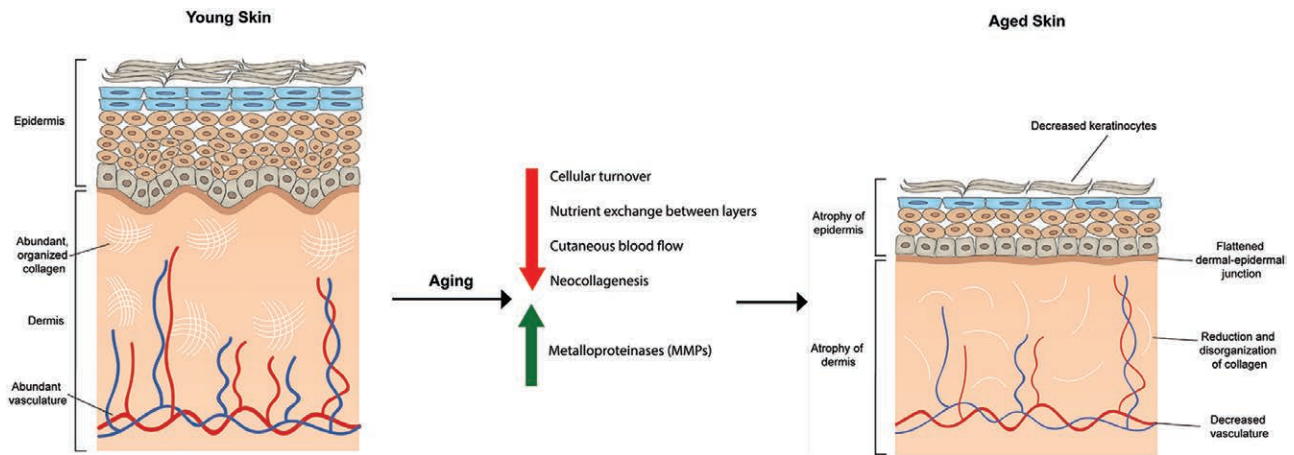 Young Skin
Epidermis
Abundant,
organized
collagen
Dermis
Abundant
vasculature
Aging
Cellular turnover
Nutrient exchange between layers
Cutaneous blood flow
Neocollagenesis
Metalloproteinases (MMPs)
Aged Skin
Decreased keratinocytes
Atrophy of
epidermis
Flattened
dermal-epidermal
junction
Atrophy of
dermis
Reduction and
disorganization
of collagen
Decreased
vasculature